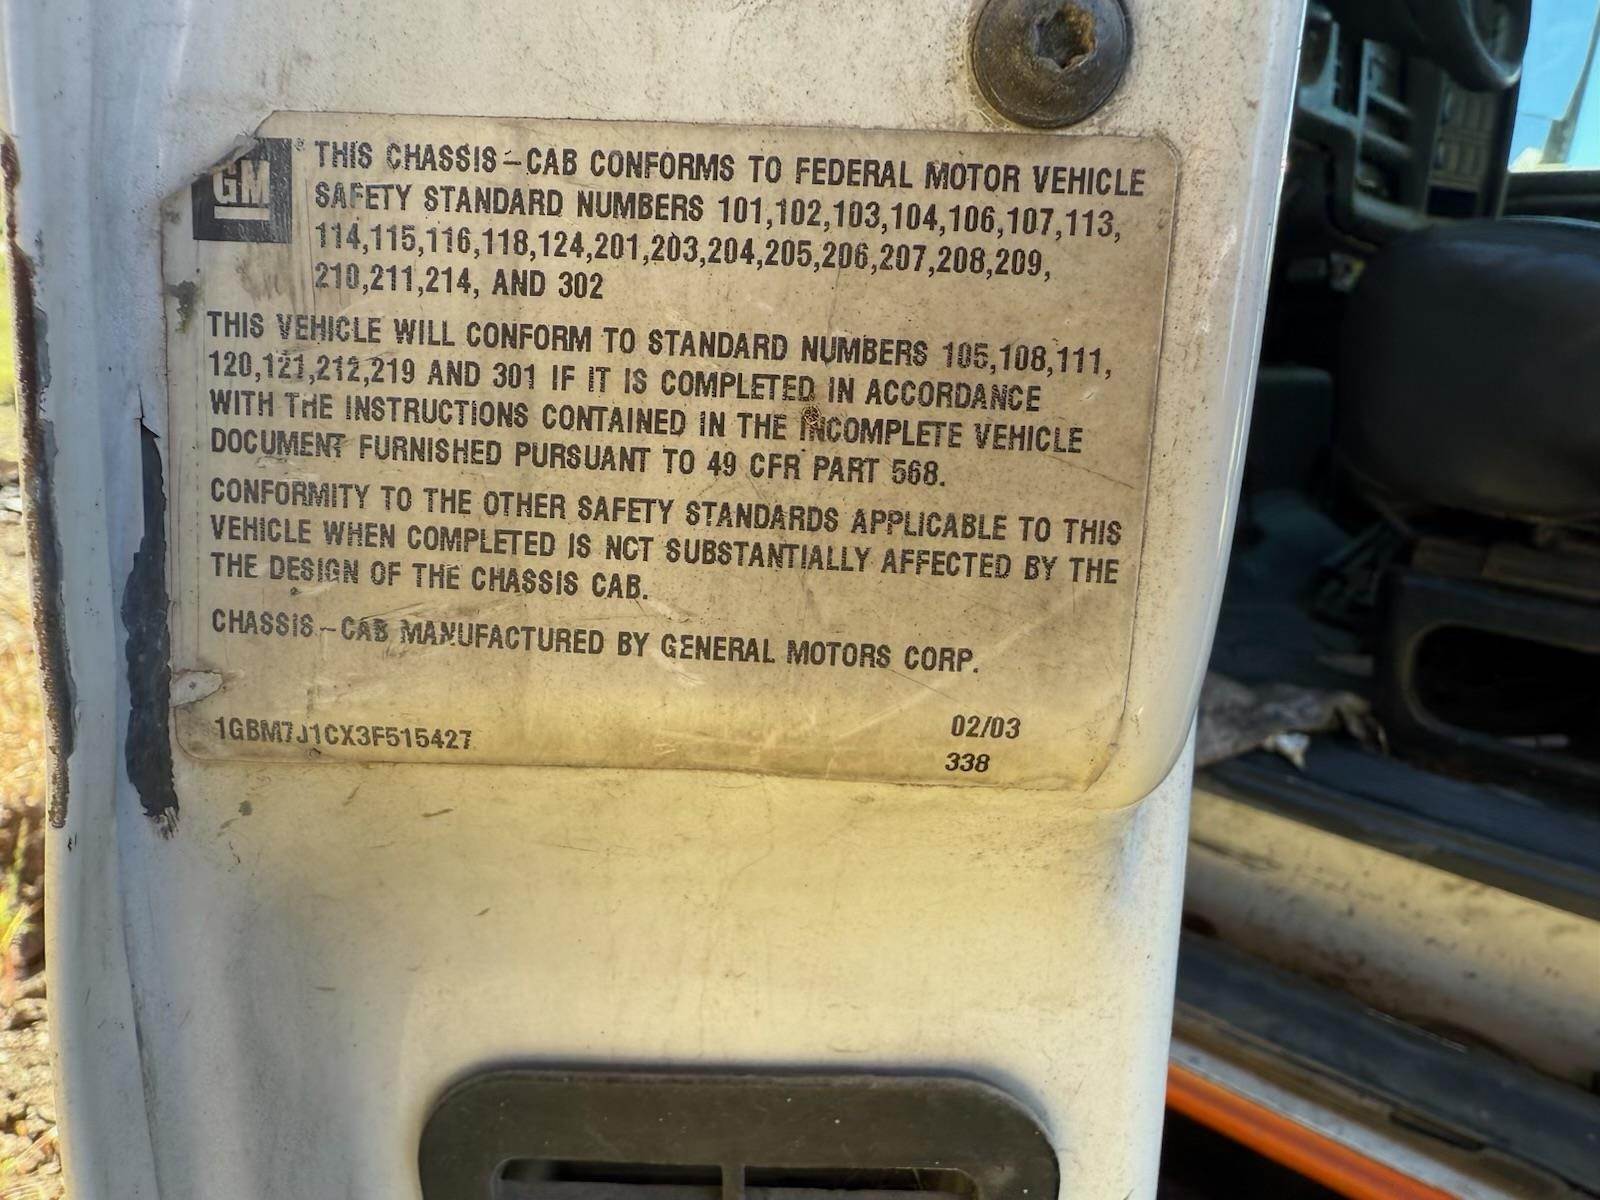 GM ® THIS CHASSIS-CAB CONFORMS TO FEDERAL MOTOR VEHICLE
SAFETY STANDARD NUMBERS 101,102,103,104,106,107,113,
114,115,116,118,124,201,203,204,205,206,207,208,209,
210,211,214, AND 302
THIS VEHICLE WILL CONFORM TO STANDARD NUMBERS 105,108,111,
120,121,212,219 AND 301 IF IT IS COMPLETED IN ACCORDANCE
WITH THE INSTRUCTIONS CONTAINED IN THE INCOMPLETE VEHICLE
DOCUMENT FURNISHED PURSUANT TO 49 CFR PART 568.
CONFORMITY TO THE OTHER SAFETY STANDARDS APPLICABLE TO THIS
VEHICLE WHEN COMPLETED IS NOT SUBSTANTIALLY AFFECTED BY THE
THE DESIGN OF THE CHASSIS CAB.
CHASSIS-CAB MANUFACTURED BY GENERAL MOTORS CORP.
1GBM7J1CX3F515427 02/03
338